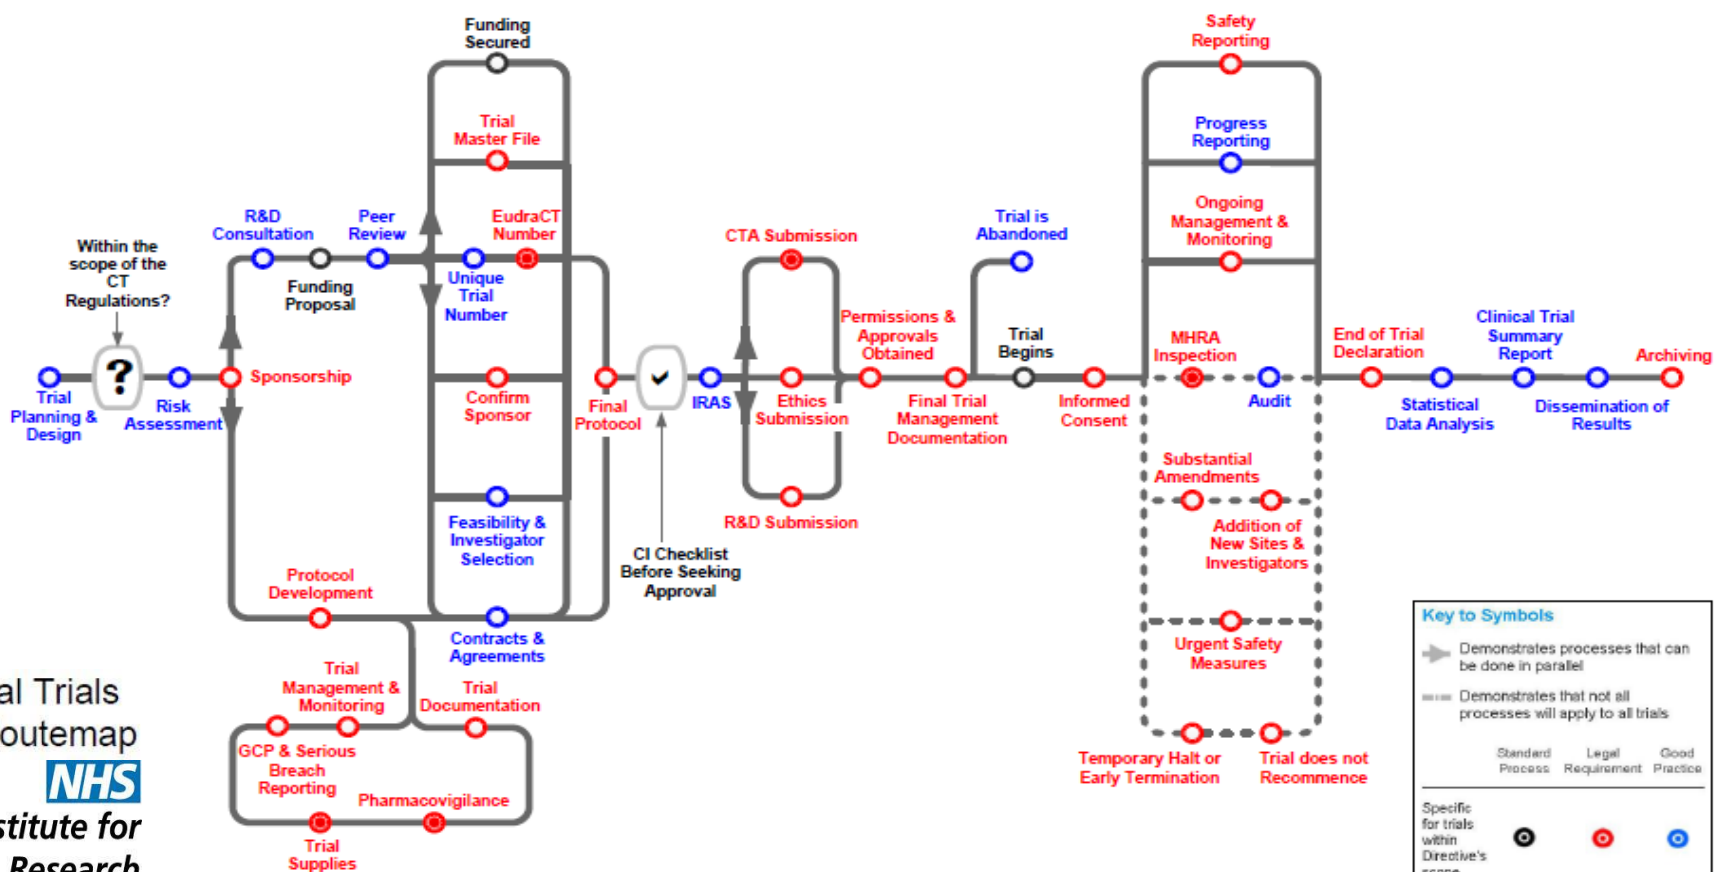 Funding
Secured
Safety
Reporting
Trial
Master File
Progress
Reporting
R&D
Consultation
Peer
Review
EudraCT
Number
Ongoing
Management &
Monitoring
Trial is
Abandoned
CTA Submission
Within the
scope of the
CT
Regulations?
Funding
Proposal
Unique
Trial
Number
Permissions &
Approvals
Obtained
Trial
Begins
MHRA
Inspection
End of Trial
Declaration
Clinical Trial
Summary
Report
Archiving
?
Sponsorship
Trial
Planning &
Design
Risk
Assessment
Confirm
Sponsor
Final
Protocol
IRAS
Ethics
Submission
Final Trial
Management
Documentation
Informed
Consent
Audit
Statistical
Data Analysis
Dissemination of
Results
Substantial
Amendments
Feasibility &
Investigator
Selection
R&D Submission
Addition of
New Sites &
Investigators
CI Checklist
Before Seeking
Approval
Protocol
Development
Contracts &
Agreements
Urgent Safety
Measures
Trial
Management &
Monitoring
Trial
Documentation
GCP & Serious
Breach
Reporting
Pharmacovigilance
Trial
Supplies
Temporary Halt or
Early Termination
Trial does not
Recommence
al Trials
outemap
NHS
stitute for
Research
Key to Symbols
Demonstrates processes that can
be done in parallel
Demonstrates that not all
processes will apply to all trials
Standard
Process
Legal
Requirement
Good
Practice
Specific
for trials
within
Directive's
scope